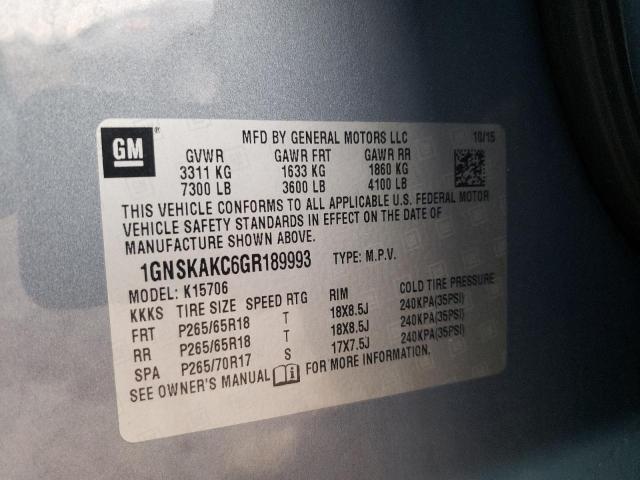 GM ®
MFD BY GENERAL MOTORS LLC 10/15
GVWR GAWR FRT GAWR RR
3311 KG 1633 KG 1860 KG
7300 LB 3600 LB 4100 LB
THIS VEHICLE CONFORMS TO ALL APPLICABLE U.S. FEDERAL MOTOR
VEHICLE SAFETY STANDARDS IN EFFECT ON THE DATE OF
MANUFACTURE SHOWN ABOVE.
1GNSKAKC6GR189993 TYPE: M.P.V.
MODEL: K15706
KKKS TIRE SIZE SPEED RTG RIM COLD TIRE PRESSURE
FRT P265/65R18 T 18X8.5J 240KPA(35PSI)
RR P265/65R18 T 18X8.5J 240KPA(35PSI)
SPA P265/70R17 S 17X7.5J 240KPA(35PSI)
SEE OWNER'S MANUAL FOR MORE INFORMATION.